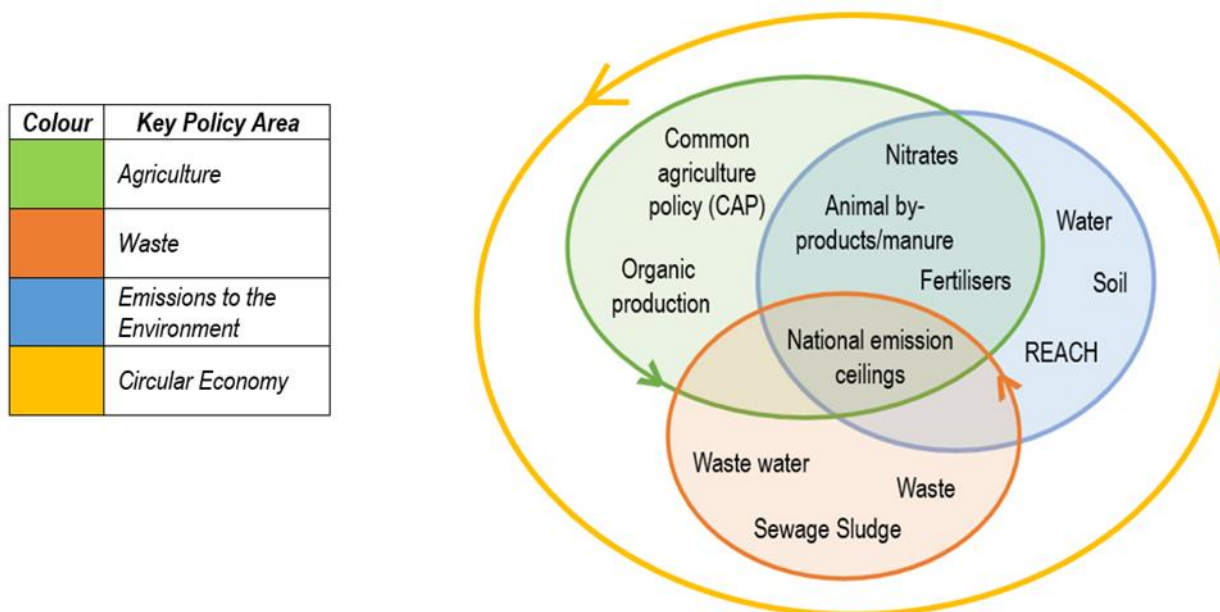 Colour Key Policy Area
Agriculture
Waste
Emissions to the
Environment
Circular Economy
Common
agriculture
policy (CAP)
Organic
production
Nitrates
Animal by-
products/manure
Fertilisers
Water
Soil
REACH
National emission
ceilings
Waste water
Waste
Sewage Sludge